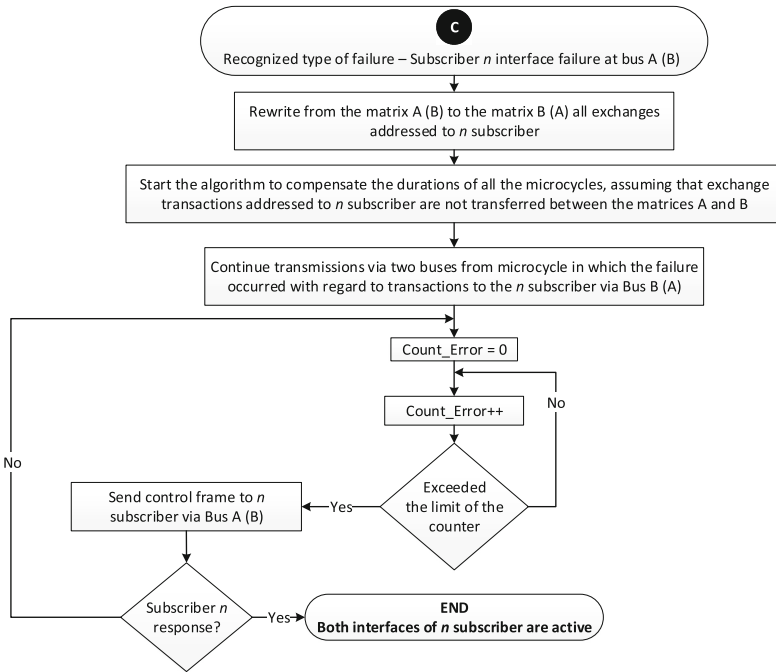 C
Recognized type of failure – Subscriber n interface failure at bus A (B)
Rewrite from the matrix A (B) to the matrix B (A) all exchanges
addressed to n subscriber
Start the algorithm to compensate the durations of all the microcycles, assuming that exchange
transactions addressed to n subscriber are not transferred between the matrices A and B
Continue transmissions via two buses from microcycle in which the failure
occurred with regard to transactions to the n subscriber via Bus B (A)
Count_Error = 0
Count_Error++
No
Exceeded
the limit of the
counter
Yes
No
Send control frame to n
subscriber via Bus A (B)
Subscriber n
response?
Yes
END
Both interfaces of n subscriber are active